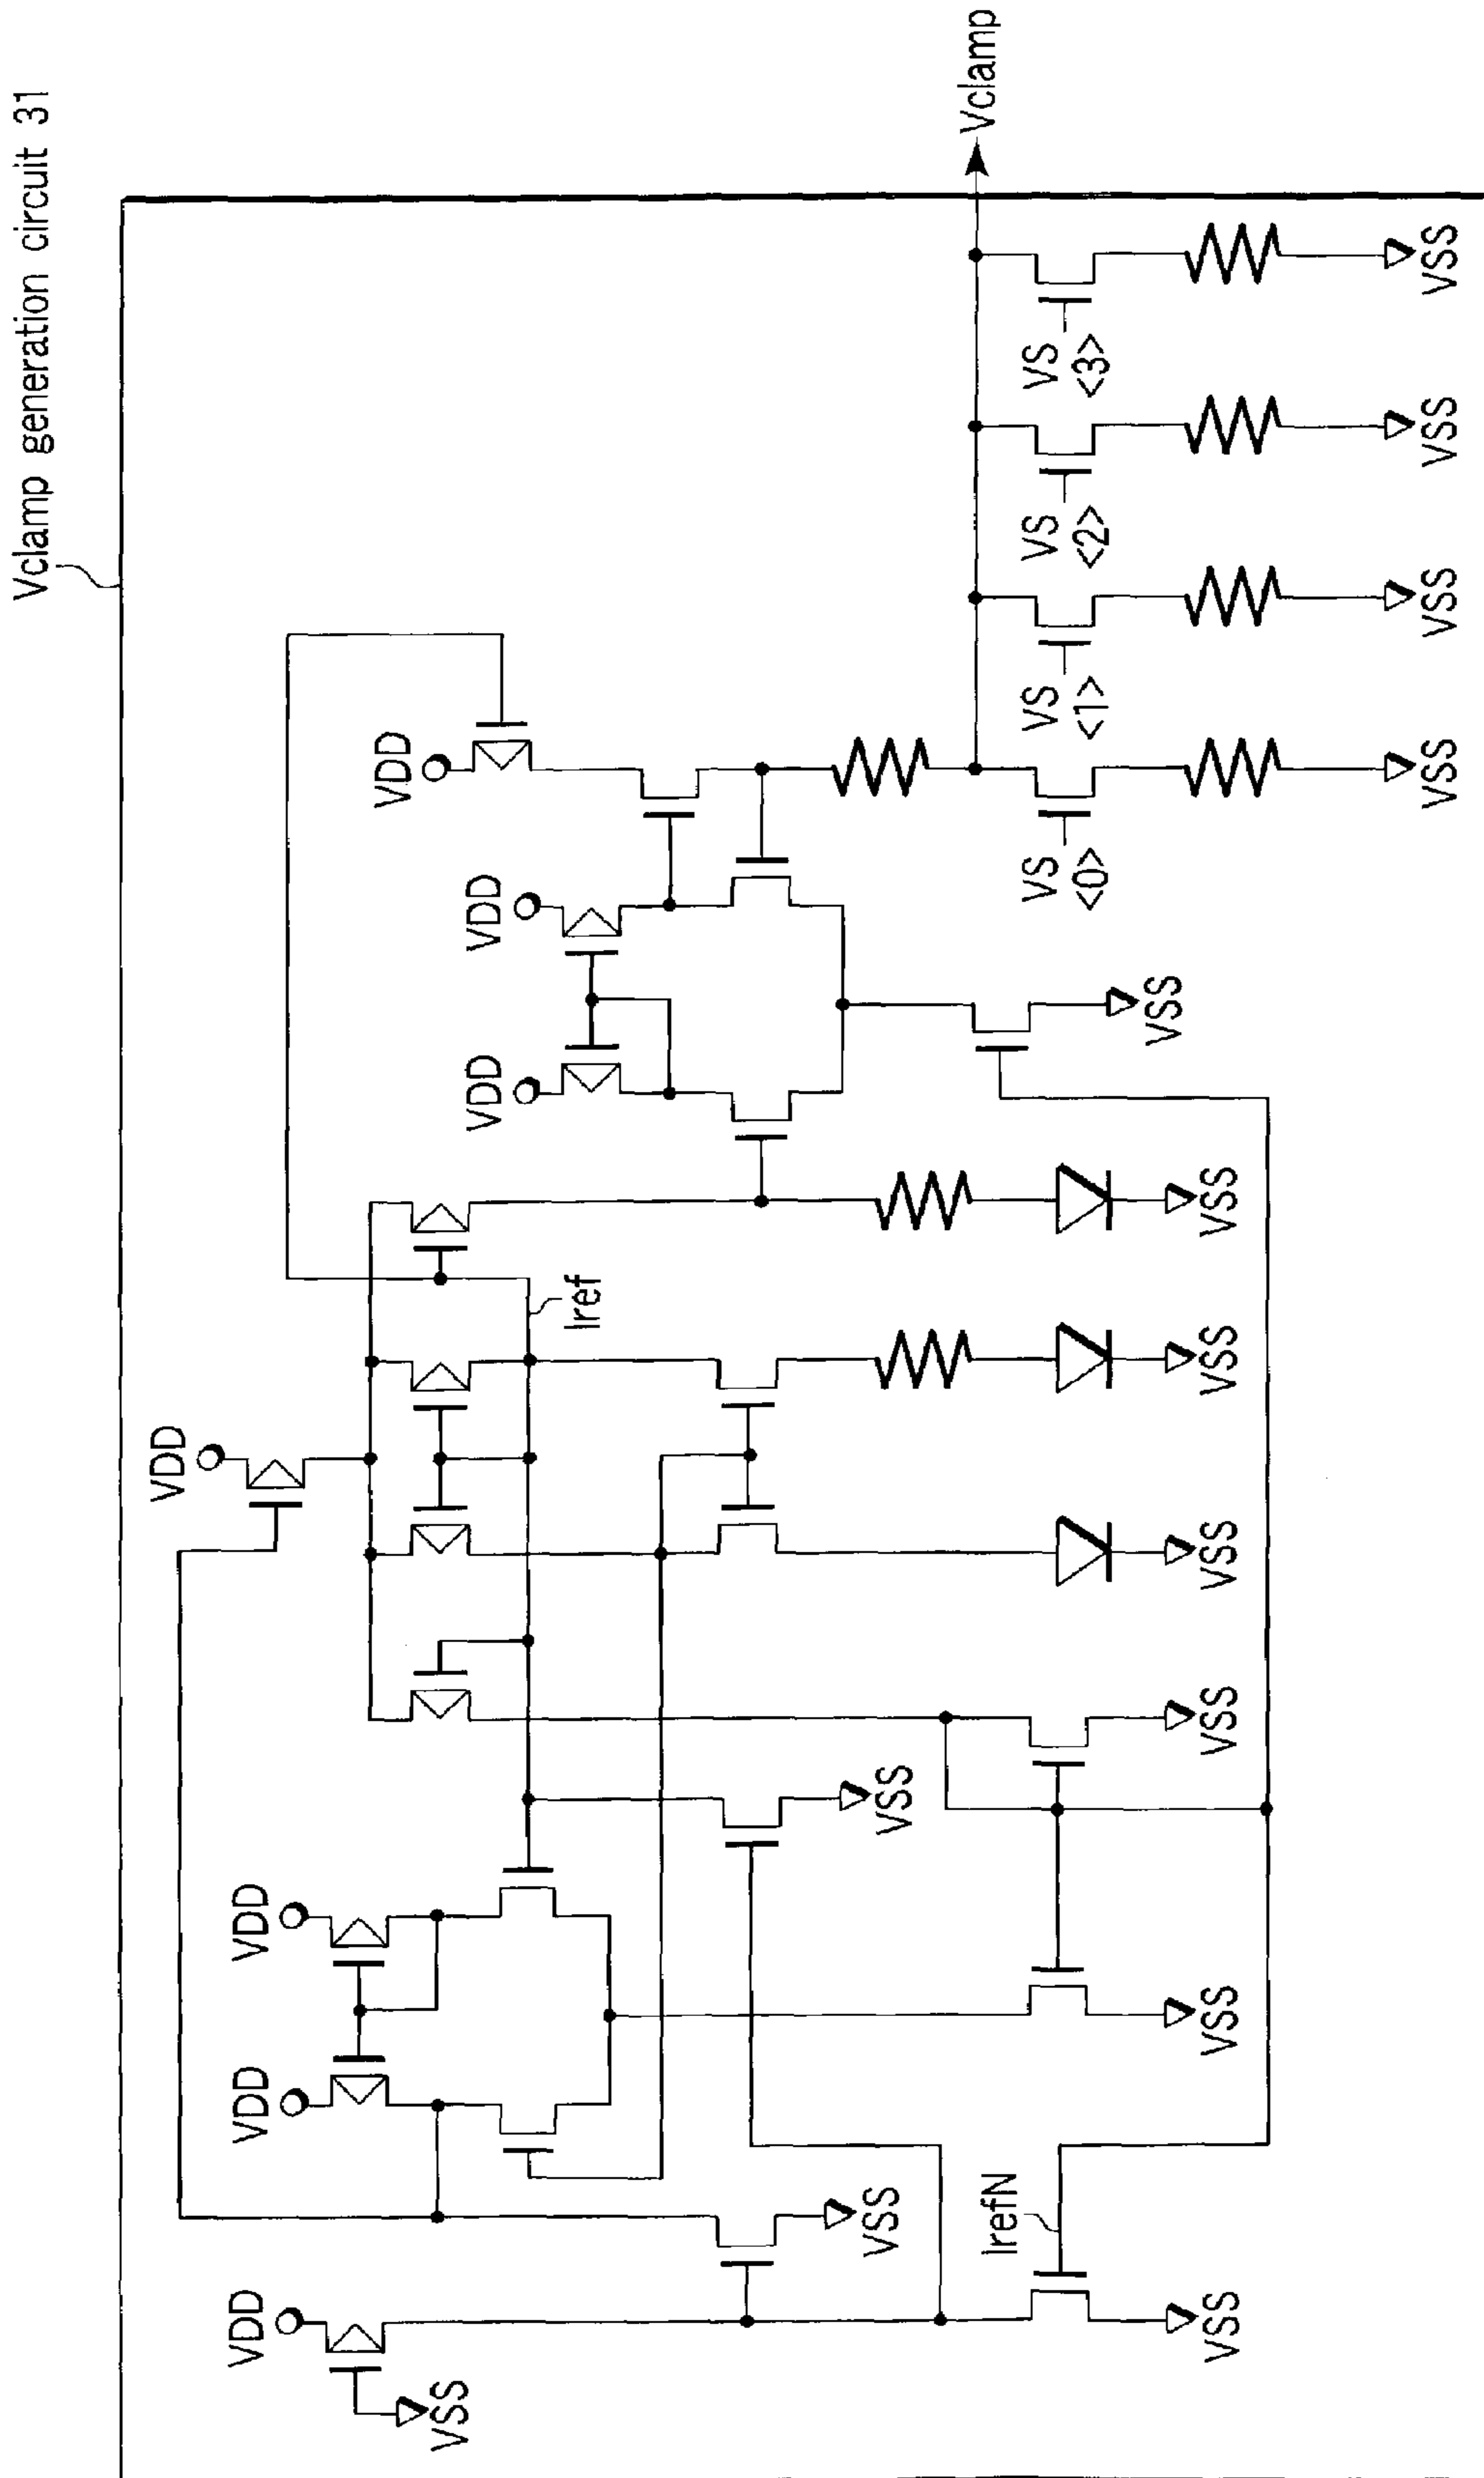 Vclamp generation circuit 31
VDD
VDD
VDD
VDD
VDD
VSS
VDD
VDD
Iref
VSS
VSS
Vclamp
IrefN
VS
<0>
VS
<1>
VS
<2>
VS
<3>
VSS
VSS
VSS
VSS
VSS
VSS
VSS
VSS
VSS
VSS
VSS